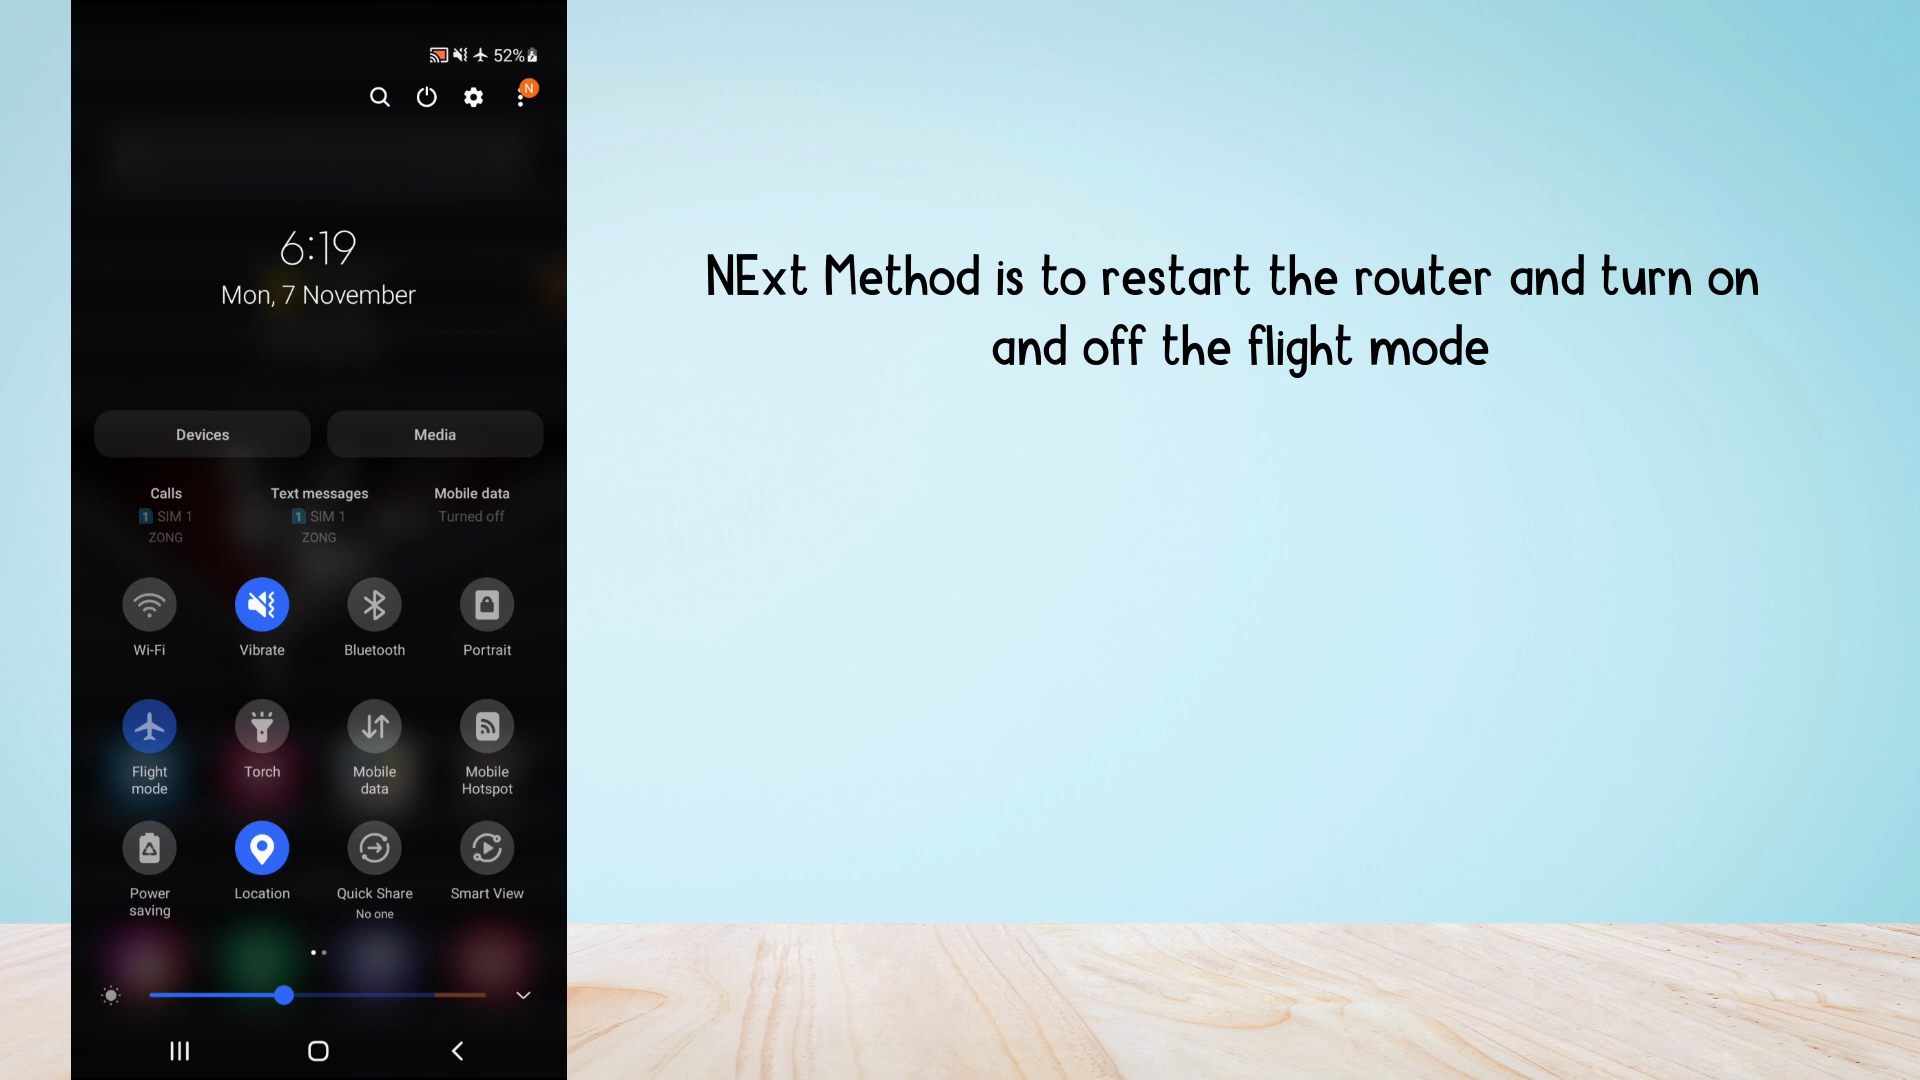 52%
N
6:19
Mon, 7 November
Devices
Media
Calls
Text messages
Mobile data
1 SIM 1
1 SIM 1
Turned off
ZONG
ZONG
Wi-Fi
Vibrate
Bluetooth
Portrait
Flight
mode
Torch
Mobile
data
Mobile
Hotspot
Power
saving
Location
Quick Share
No one
Smart View
NExt Method is to restart the router and turn on
and off the flight mode